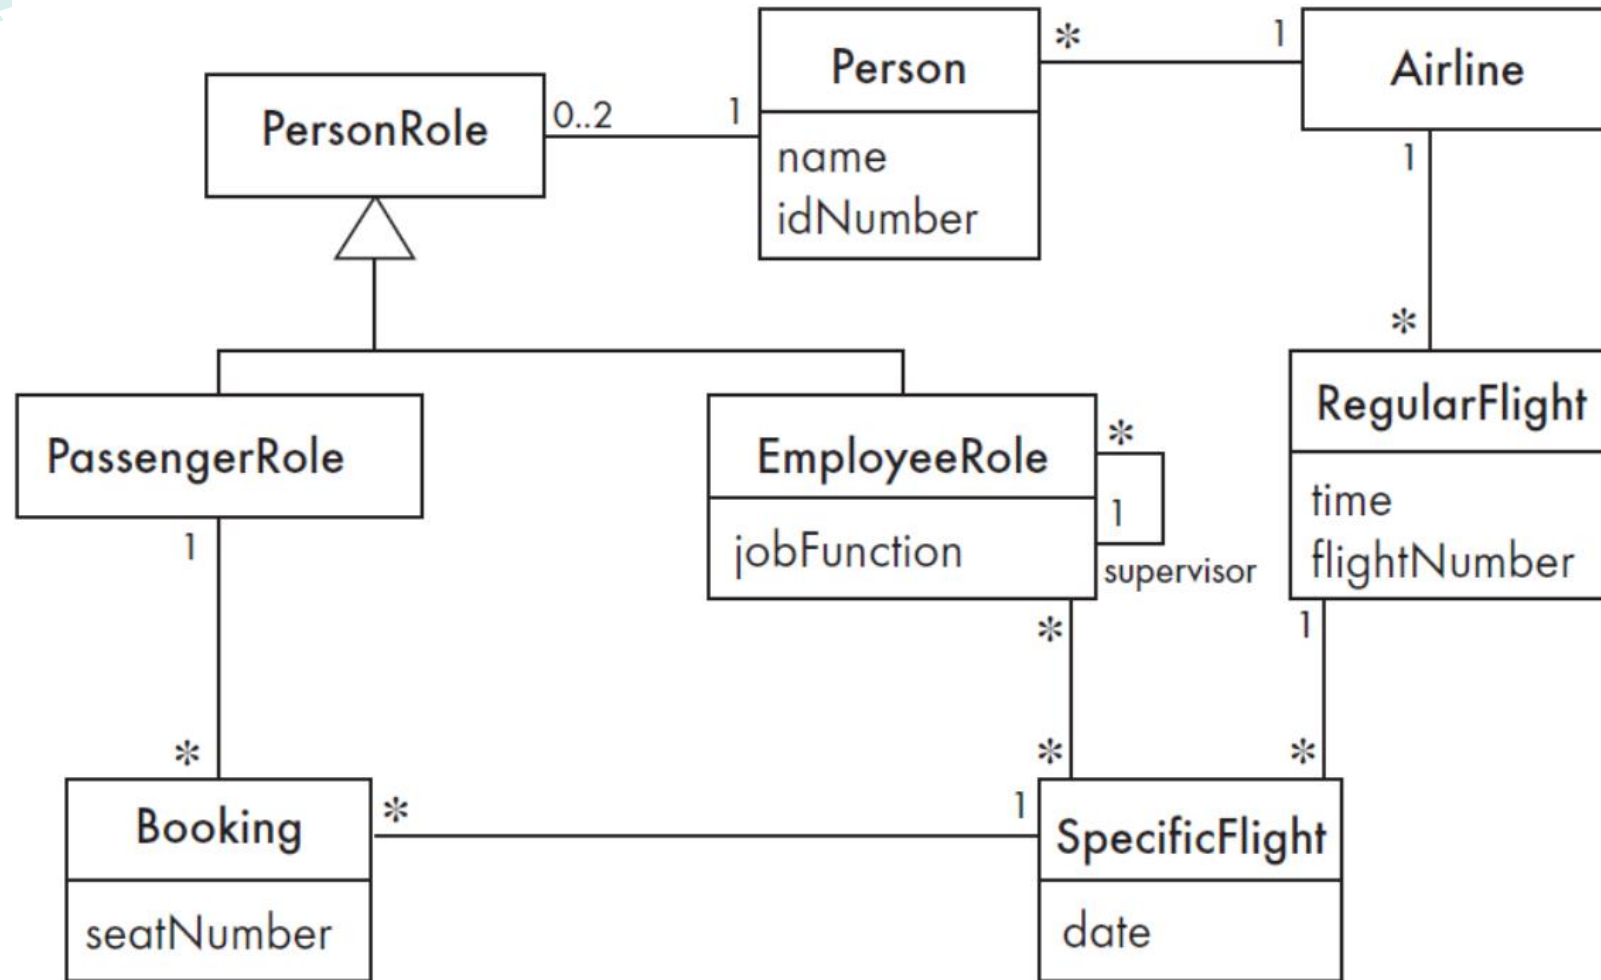 Person
name
idNumber
*
1
Airline
PersonRole
0..2
1
1
*
PassengerRole
1
*
EmployeeRole
jobFunction
*
1
supervisor
RegularFlight
time
flightNumber
*
*
1
*
Booking
seatNumber
*
1
SpecificFlight
date